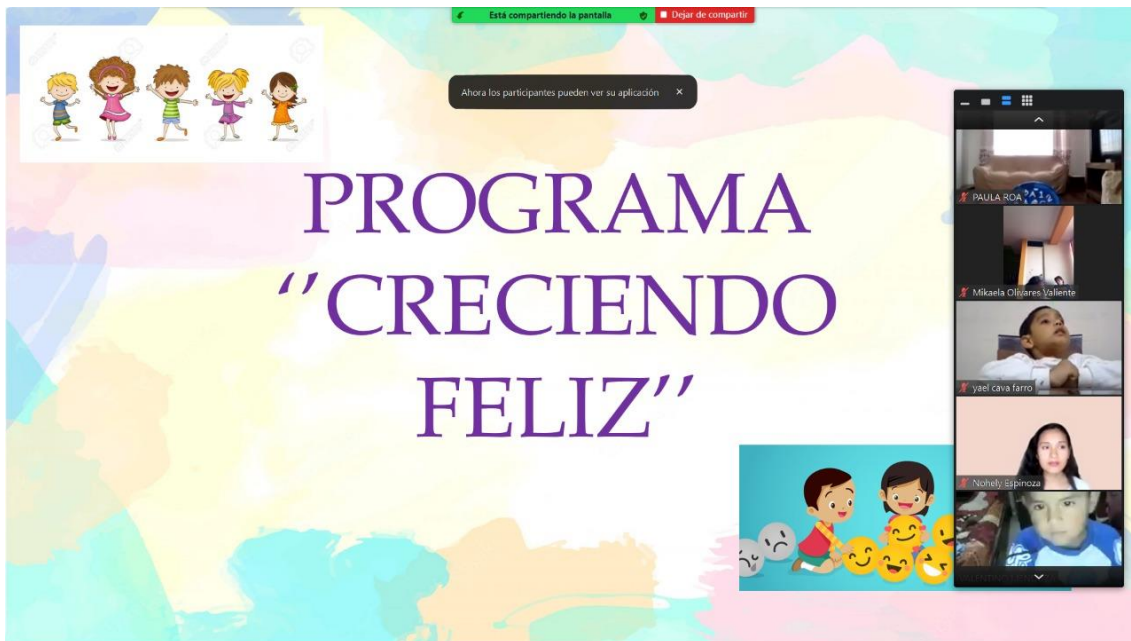 Está compartiendo la pantalla
Dejar de compartir
Ahora los participantes pueden ver su aplicación
PROGRAMA
‘’CRECIENDO
FELIZ’’
PAULA ROA
Mikaela Olivares Valiente
yael cava farro
Nohely Espinoza